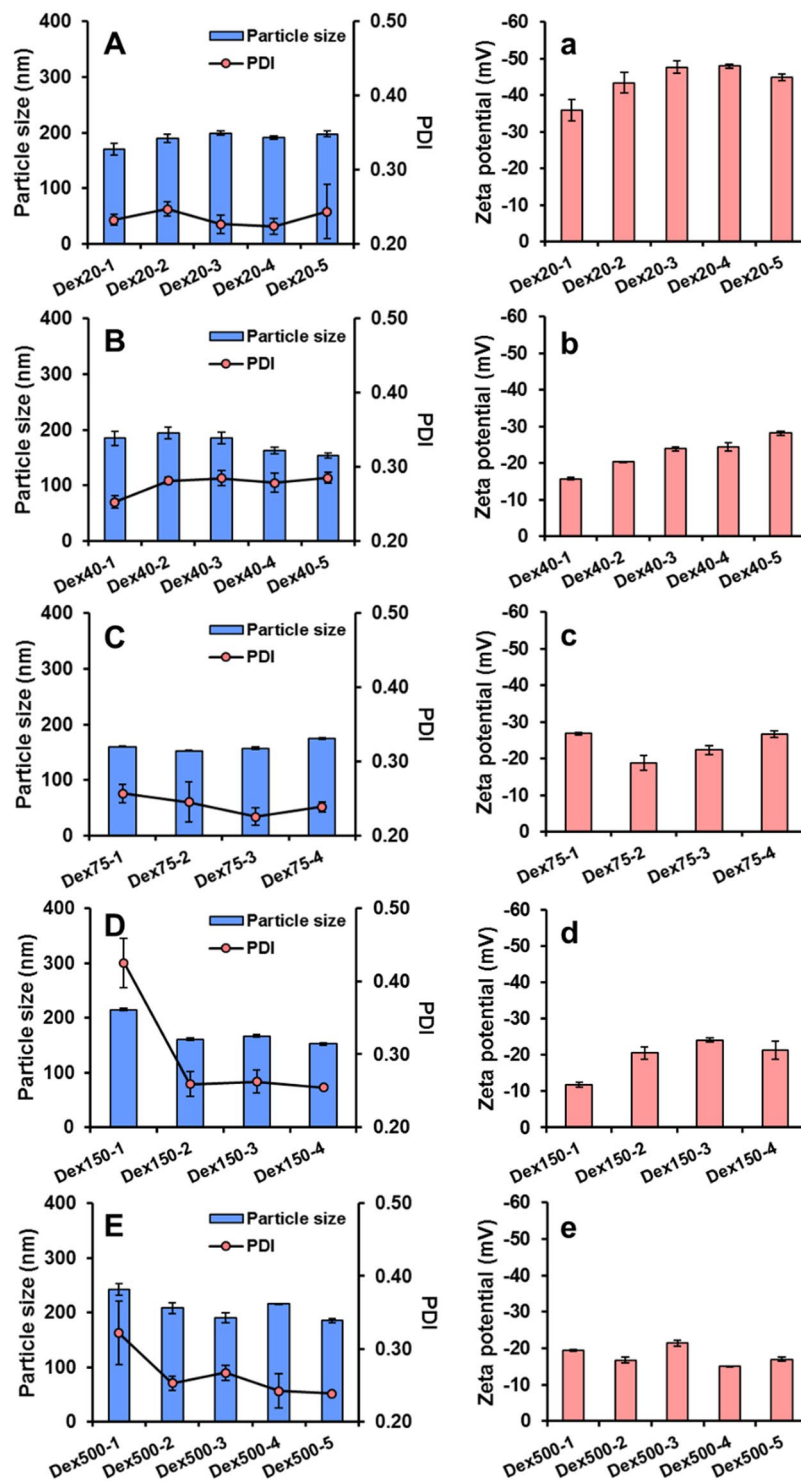 A
Particle size
PDI
Particle size (nm)
400
300
200
100
0
PDI
0.50
0.40
0.30
0.20
Dex20-1
Dex20-2
Dex20-3
Dex20-4
Dex20-5
a
Zeta potential (mV)
-60
-50
-40
-30
-20
-10
0
Dex20-1
Dex20-2
Dex20-3
Dex20-4
Dex20-5
B
Particle size
PDI
Particle size (nm)
400
300
200
100
0
PDI
0.50
0.40
0.30
0.20
Dex40-1
Dex40-2
Dex40-3
Dex40-4
Dex40-5
b
Zeta potential (mV)
-60
-50
-40
-30
-20
-10
0
Dex40-1
Dex40-2
Dex40-3
Dex40-4
Dex40-5
C
Particle size
PDI
Particle size (nm)
400
300
200
100
0
PDI
0.50
0.40
0.30
0.20
Dex75-1
Dex75-2
Dex75-3
Dex75-4
c
Zeta potential (mV)
-60
-50
-40
-30
-20
-10
0
Dex75-1
Dex75-2
Dex75-3
Dex75-4
D
Particle size
PDI
Particle size (nm)
400
300
200
100
0
PDI
0.50
0.40
0.30
0.20
Dex150-1
Dex150-2
Dex150-3
Dex150-4
d
Zeta potential (mV)
-60
-50
-40
-30
-20
-10
0
Dex150-1
Dex150-2
Dex150-3
Dex150-4
E
Particle size
PDI
Particle size (nm)
400
300
200
100
0
PDI
0.50
0.40
0.30
0.20
Dex500-1
Dex500-2
Dex500-3
Dex500-4
Dex500-5
e
Zeta potential (mV)
-60
-50
-40
-30
-20
-10
0
Dex500-1
Dex500-2
Dex500-3
Dex500-4
Dex500-5